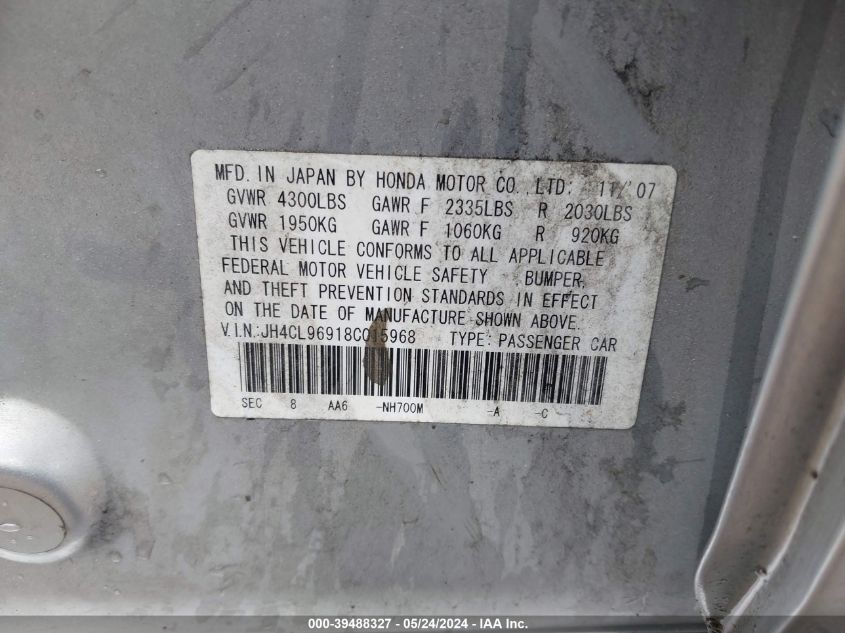 MFD. IN JAPAN BY HONDA MOTOR CO., LTD. 11/'07
GVWR 4300LBS GAWR F 2335LBS R 2030LBS
GVWR 1950KG GAWR F 1060KG R 920KG
THIS VEHICLE CONFORMS TO ALL APPLICABLE
FEDERAL MOTOR VEHICLE SAFETY BUMPER,
AND THEFT PREVENTION STANDARDS IN EFFECT
ON THE DATE OF MANUFACTURE SHOWN ABOVE.
V.I.N:JH4CL96918C015968 TYPE:PASSENGER CAR
SEC 8 AA6 -NH700M -A -C
000-39488327 / 05/24/2024 - IMPACT AUTO AUCTIONS, INC.